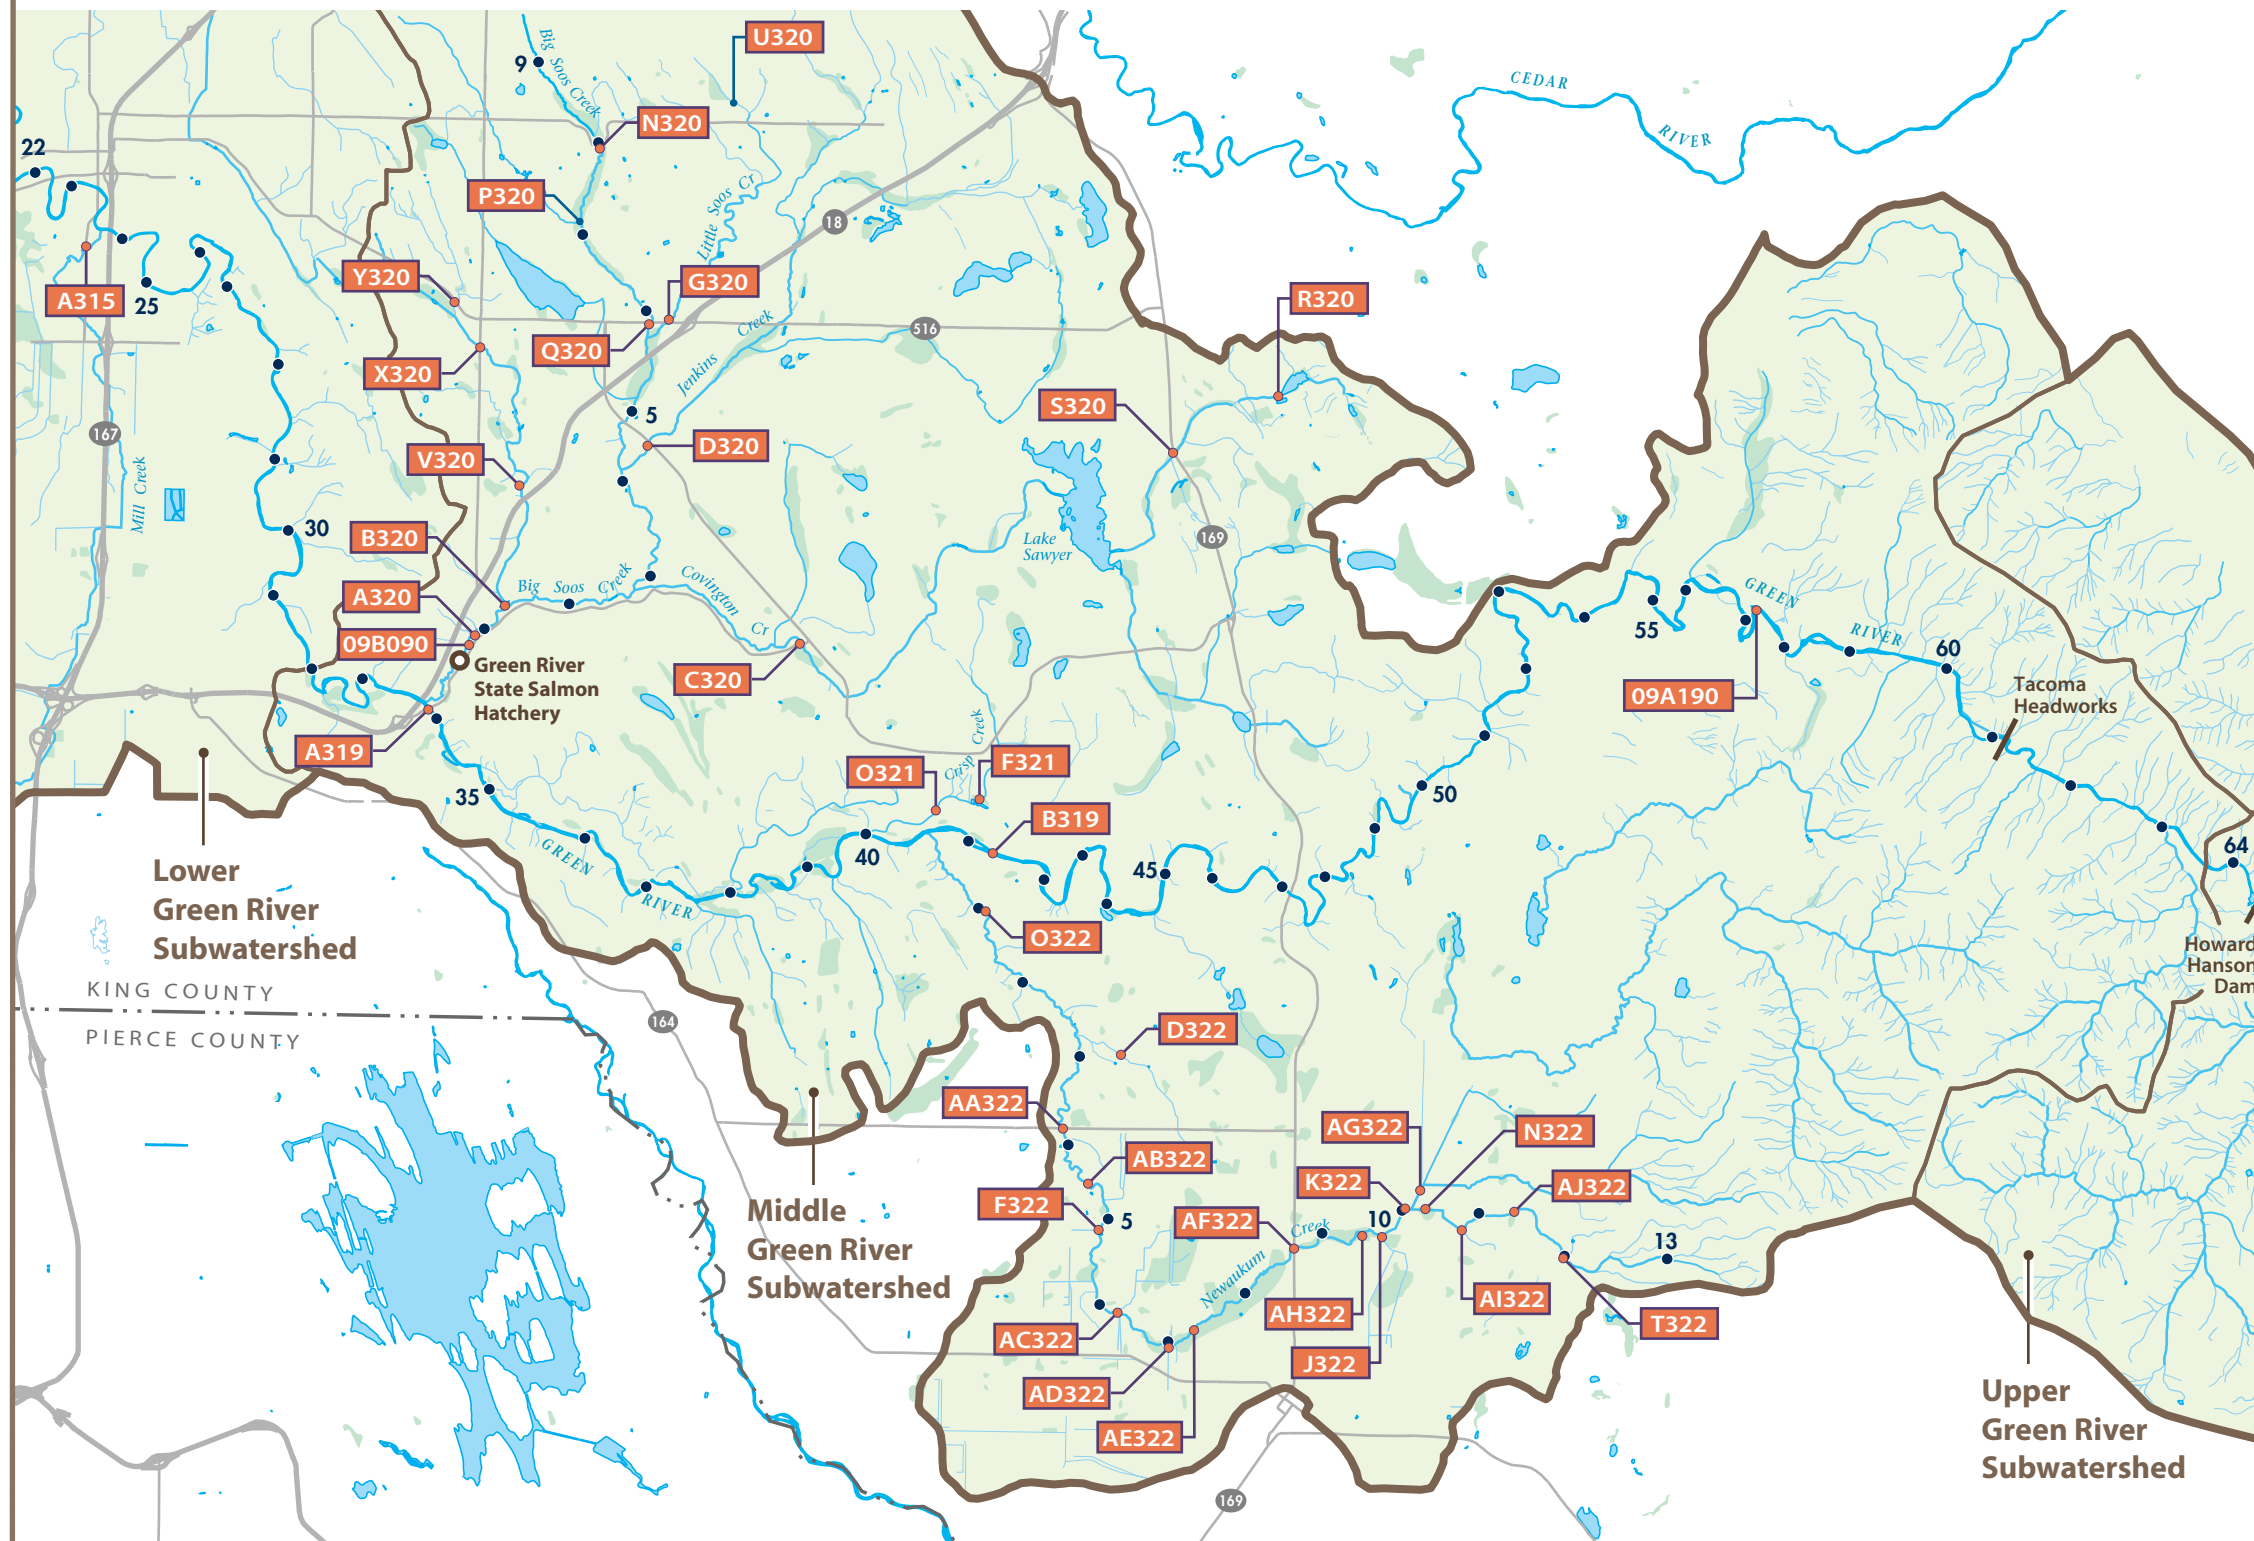 U320
9
Big Soos Creek
CEDAR
RIVER
N320
22
P320
Little Soos Cr
18
Y320
G320
A315
25
R320
Creek
516
Q320
X320
Jenkins
S320
5
167
D320
V320
Mill Creek
30
B320
169
Lake
Sawyer
Big Soos Creek
Covington
Cr
A320
GREEN
RIVER
55
09B090
60
Green River
State Salmon
Hatchery
C320
09A190
Tacoma
Headworks
A319
Crisp Creek
F321
O321
35
50
B319
GREEN
RIVER
40
45
64
Lower
Green River
Subwatershed
O322
Howard
Hanson
Dam
KING COUNTY
PIERCE COUNTY
164
D322
AA322
AG322
N322
AB322
K322
AJ322
F322
5
AF322
10
Middle
Green River
Subwatershed
Newaukum
Creek
13
AH322
AI322
T322
AC322
J322
AD322
AE322
Upper
Green River
Subwatershed
169